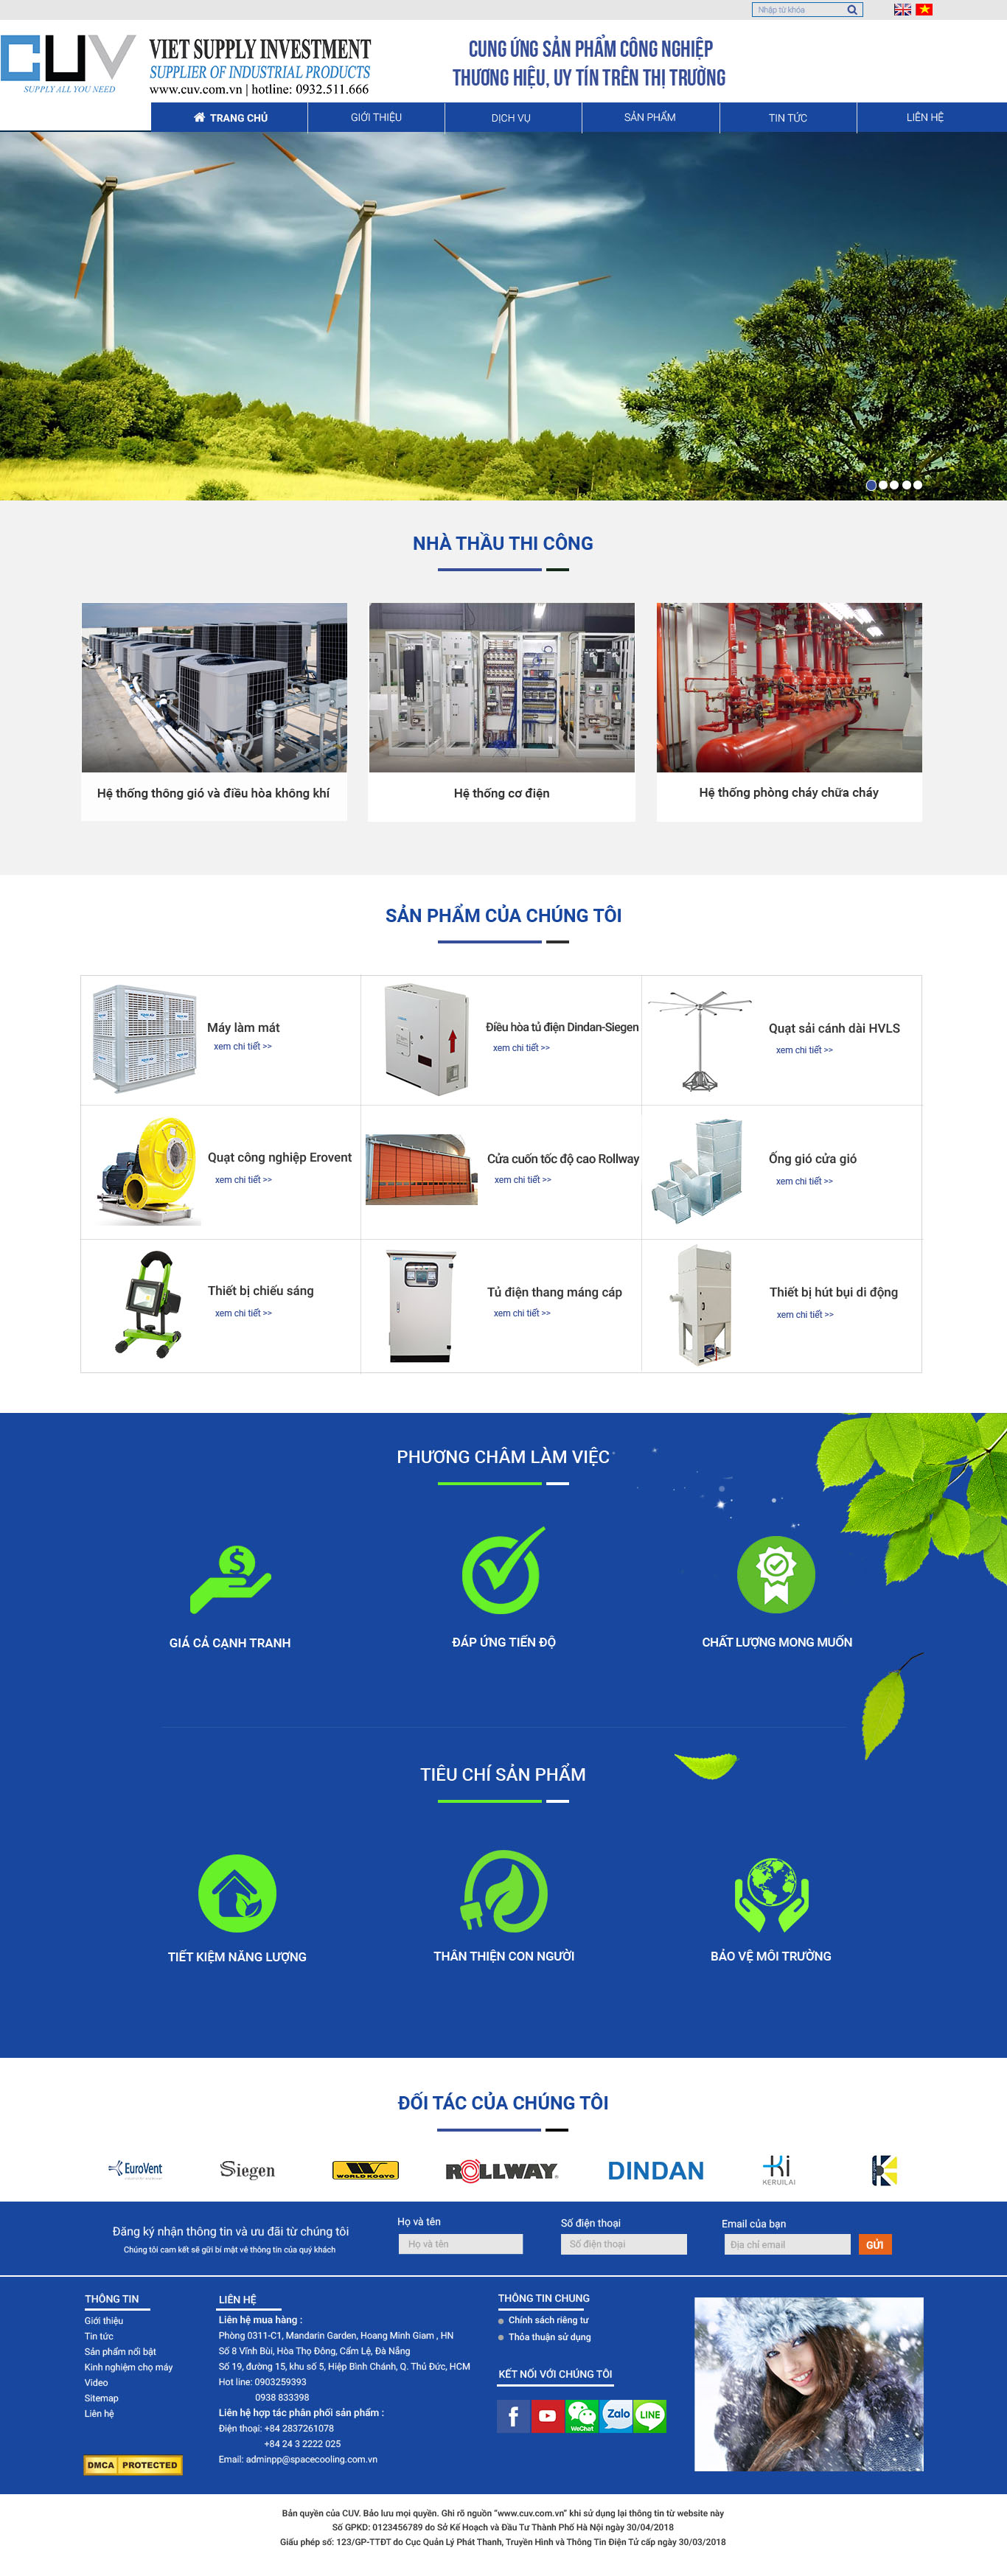 Nhập từ khóa
CUV
SUPPLY ALL YOU NEED
VIET SUPPLY INVESTMENT
SUPPLIER OF INDUSTRIAL PRODUCTS
www.cuv.com.vn | hotline: 0932.511.666
CUNG ỨNG SẢN PHẨM CÔNG NGHIỆP
THƯƠNG HIỆU, UY TÍN TRÊN THỊ TRƯỜNG
TRANG CHỦ
GIỚI THIỆU
DỊCH VỤ
SẢN PHẨM
TIN TỨC
LIÊN HỆ
NHÀ THẦU THI CÔNG
Hệ thống thông gió và điều hòa không khí
Hệ thống cơ điện
Hệ thống phòng cháy chữa cháy
SẢN PHẨM CỦA CHÚNG TÔI
Máy làm mát
xem chi tiết >>
Điều hòa tủ điện Dindan-Siegen
xem chi tiết >>
Quạt sải cánh dài HVLS
xem chi tiết >>
Quạt công nghiệp Erovent
xem chi tiết >>
Cửa cuốn tốc độ cao Rollway
xem chi tiết >>
Ống gió cửa gió
xem chi tiết >>
Thiết bị chiếu sáng
xem chi tiết >>
Tủ điện thang máng cáp
xem chi tiết >>
Thiết bị hút bụi di động
xem chi tiết >>
PHƯƠNG CHÂM LÀM VIỆC
GIÁ CẢ CẠNH TRANH
ĐÁP ỨNG TIẾN ĐỘ
CHẤT LƯỢNG MONG MUỐN
TIÊU CHÍ SẢN PHẨM
TIẾT KIỆM NĂNG LƯỢNG
THÂN THIỆN CON NGƯỜI
BẢO VỆ MÔI TRƯỜNG
ĐỐI TÁC CỦA CHÚNG TÔI
EuroVent
Siegen
WORLD KOGYO
ROLLWAY
DINDAN
KERUILAI
Đăng ký nhận thông tin và ưu đãi từ chúng tôi
Chúng tôi cam kết sẽ gữi bí mật về thông tin của quý khách
Họ và tên
Họ và tên
Số điện thoại
Số điện thoại
Email của bạn
Địa chỉ email
GỬI
THÔNG TIN
Giới thiệu
Tin tức
Sản phẩm nổi bật
Kinh nghiệm chọ máy
Video
Sitemap
Liên hệ
DMCA PROTECTED
LIÊN HỆ
Liên hệ mua hàng :
Phòng 0311-C1, Mandarin Garden, Hoang Minh Giam , HN
Số 8 Vĩnh Bùi, Hòa Thọ Đông, Cẩm Lệ, Đà Nẵng
Số 19, đường 15, khu số 5, Hiệp Bình Chánh, Q. Thủ Đức, HCM
Hot line: 0903259393
0938 833398
Liên hệ hợp tác phân phối sản phẩm :
Điện thoại: +84 2837261078
+84 24 3 2222 025
Email: adminpp@spacecooling.com.vn
THÔNG TIN CHUNG
Chính sách riêng tư
Thỏa thuận sử dụng
KẾT NỐI VỚI CHÚNG TÔI
WeChat
Zalo
LINE
Bản quyền của CUV. Bảo lưu mọi quyền. Ghi rõ nguồn “www.cuv.com.vn” khi sử dụng lại thông tin từ website này
Số GPKD: 0123456789 do Sở Kế Hoạch và Đầu Tư Thành Phố Hà Nội ngày 30/04/2018
Giấu phép số: 123/GP-TTĐT do Cục Quản Lý Phát Thanh, Truyền Hình và Thông Tin Điện Tử cấp ngày 30/03/2018